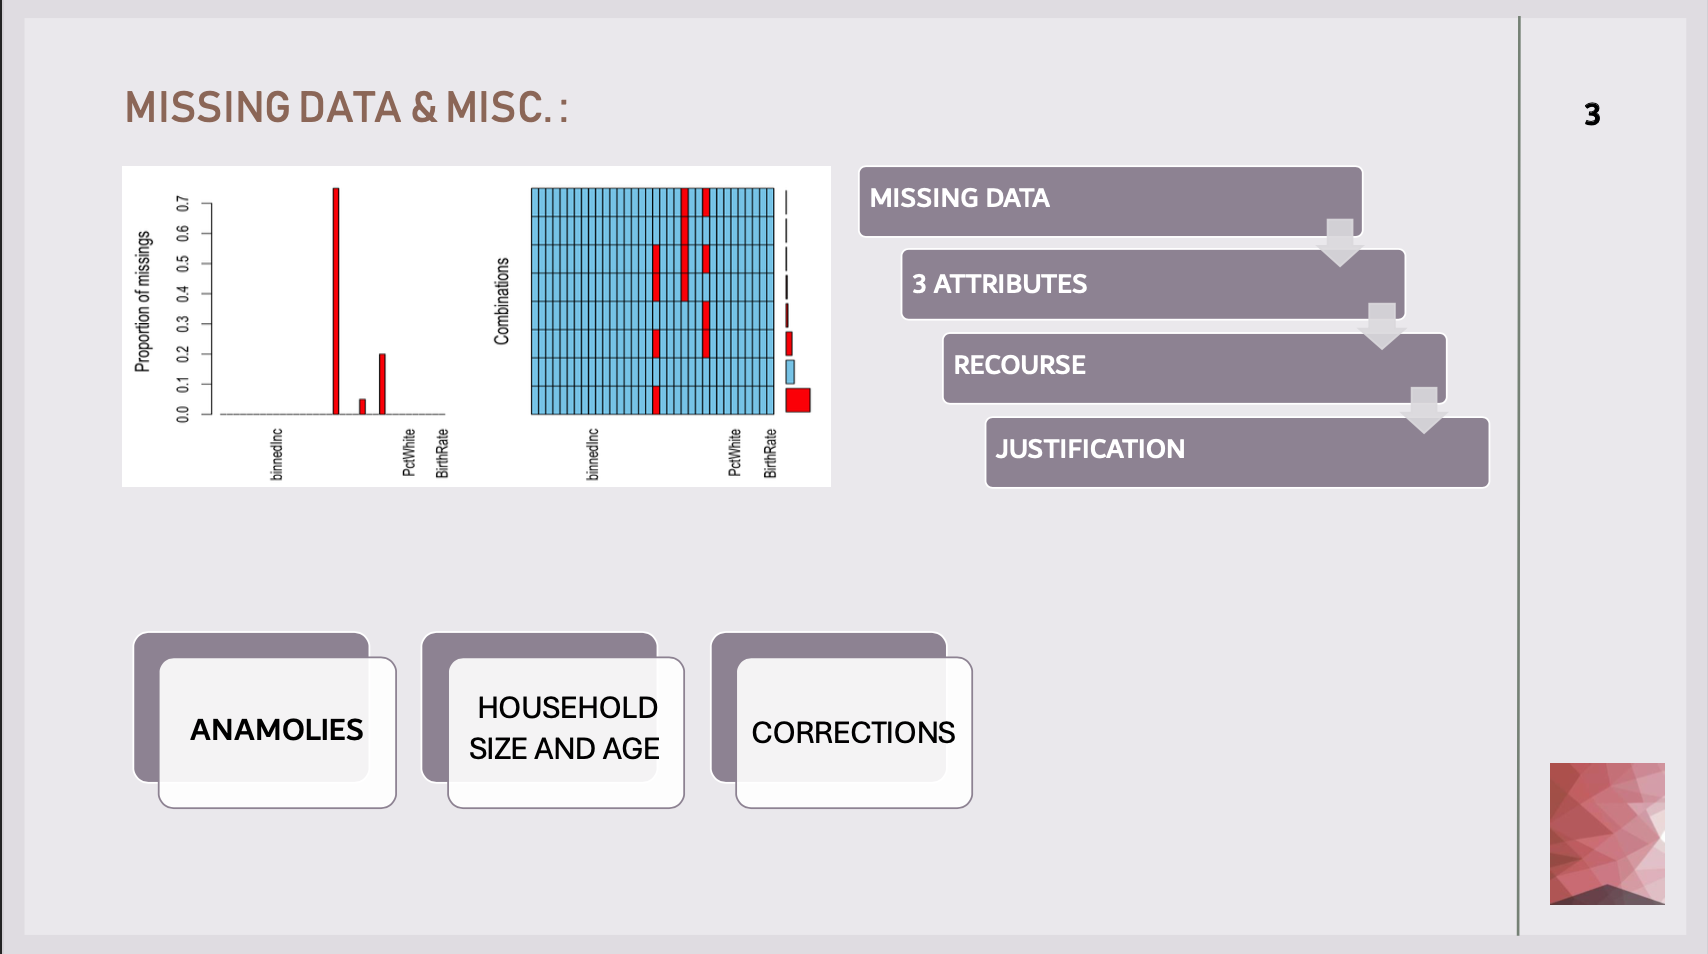 MISSING DATA & MISC. :
3
Proportion of missings
0.7
0.6
0.5
0.4
0.3
0.2
0.1
0.0
binnedInc
PctWhite
BirthRate
Combinations
binnedInc
PctWhite
BirthRate
MISSING DATA
3 ATTRIBUTES
RECOURSE
JUSTIFICATION
ANAMOLIES
HOUSEHOLD
SIZE AND AGE
CORRECTIONS